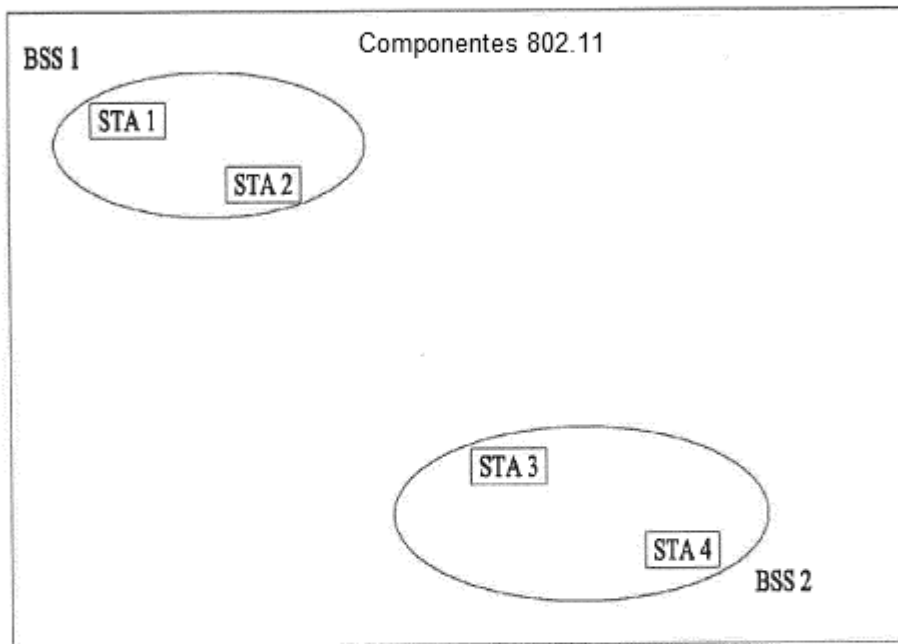 Componentes 802.11
BSS 1
STA 1
STA 2
STA 3
STA 4
BSS 2